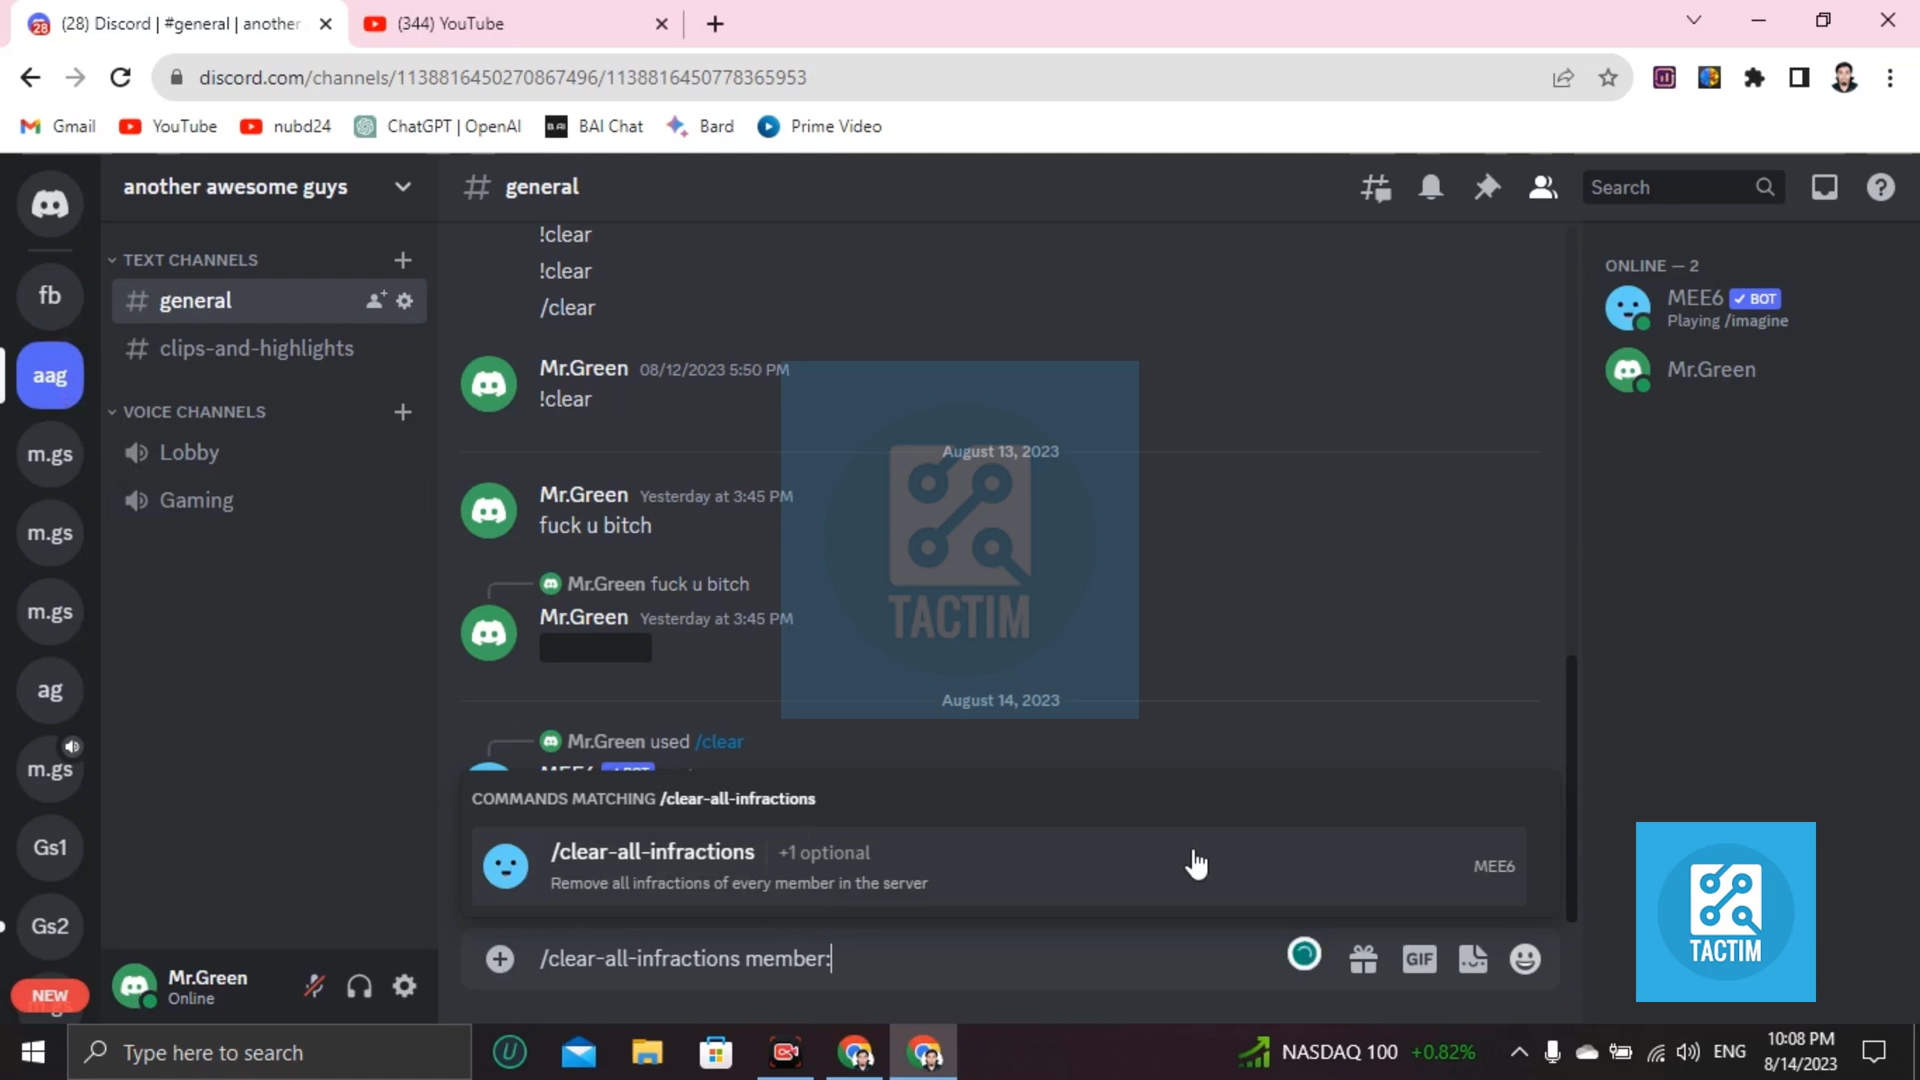 (28) Discord | #general | another
(344) YouTube
discord.com/channels/1138816450270867496/1138816450778365953
Gmail
YouTube
nubd24
ChatGPT | OpenAI
BAI Chat
Bard
Prime Video
another awesome guys
general
Search
TEXT CHANNELS
general
clips-and-highlights
VOICE CHANNELS
Lobby
Gaming
fb
aag
m.gs
m.gs
m.gs
ag
m.gs
Gs1
Gs2
NEW
m.gs
!clear
!clear
/clear
Mr.Green 08/12/2023 5:50 PM
!clear
August 13, 2023
Mr.Green Yesterday at 3:45 PM
fuck u bitch
Mr.Green fuck u bitch
Mr.Green Yesterday at 3:45 PM
August 14, 2023
Mr.Green used /clear
MEE6 BOT
COMMANDS MATCHING /clear-all-infractions
/clear-all-infractions +1 optional
Remove all infractions of every member in the server
MEE6
/clear-all-infractions member:
GIF
ONLINE — 2
MEE6 BOT
Playing /imagine
Mr.Green
Mr.Green
Online
TACTIM
TACTIM
Type here to search
NASDAQ 100 +0.82%
ENG
10:08 PM
8/14/2023